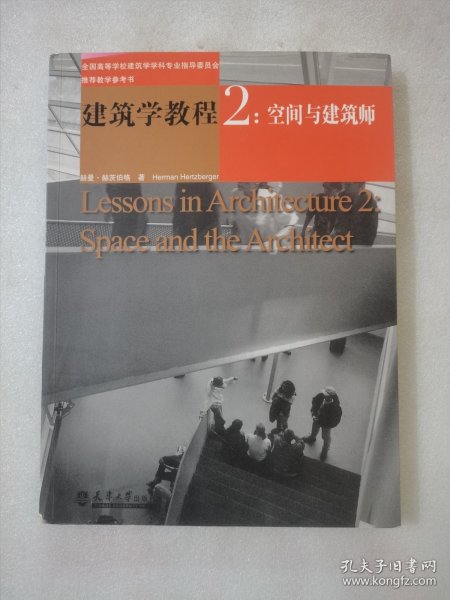 全国高等学校建筑学学科专业指导委员会
推荐教学参考书
建筑学教程2:空间与建筑师
赫曼·赫茨伯格 著 Herman Hertzberger
Lessons in Architecture 2:
Space and the Architect
天津大学出版社
孔夫子旧书网
www.kongfz.com